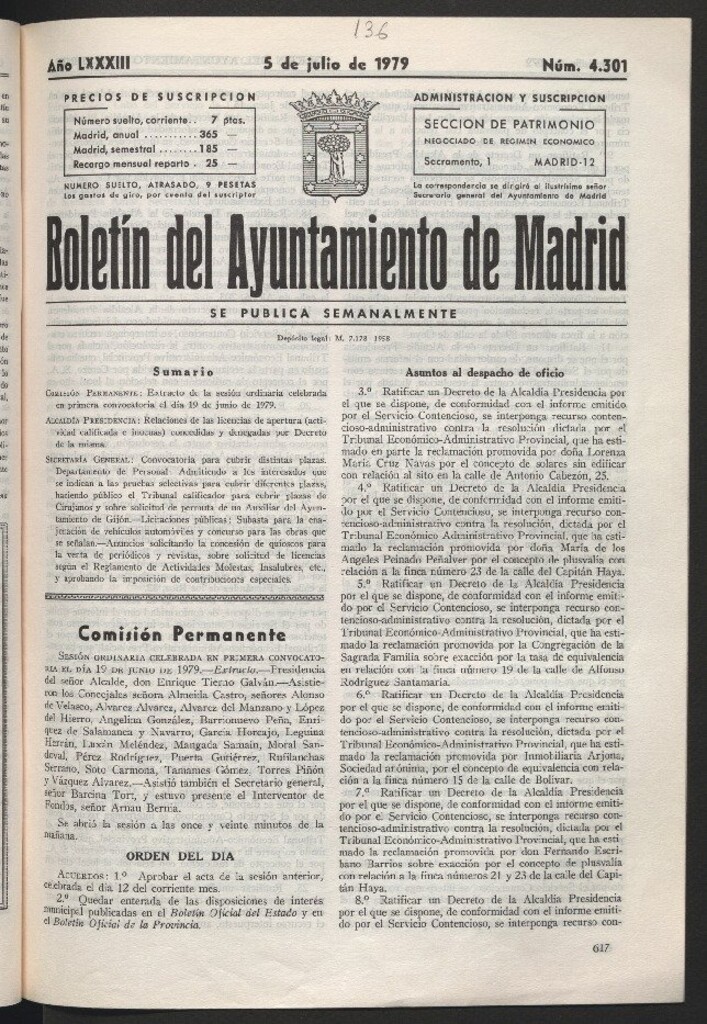 136
Año LXXXIII
5 de julio de 1979
Núm. 4.301
PRECIOS DE SUSCRIPCION
Número suelto, corriente.. 7 ptas.
Madrid, anual ........... 365 —
Madrid, semestral ........ 185 —
Recargo mensual reparto . 25 —
NUMERO SUELTO, ATRASADO, 9 PESETAS
Los gastos de giro, por cuenta del suscriptor
ADMINISTRACION Y SUSCRIPCION
SECCION DE PATRIMONIO
NEGOCIADO DE REGIMEN ECONOMICO
Sacramento, 1 MADRID-12
La correspondencia se dirigirá al ilustrísimo señor
Secretario general del Ayuntamiento de Madrid
Boletín del Ayuntamiento de Madrid
SE PUBLICA SEMANALMENTE
Depósito legal: M. 7.178 1958
Sumario
COMISIÓN PERMANENTE: Extracto de la sesión ordinaria celebrada
en primera convocatoria el día 19 de junio de 1979.
ALCALDÍA PRESIDENCIA: Relaciones de las licencias de apertura (acti-
vidad calificada e inocuas) concedidas y denegadas por Decreto
de la misma.
SECRETARÍA GENERAL: Convocatoria para cubrir distintas plazas.
Departamento de Personal. Admitiendo a los interesados que
se indican a las pruebas selectivas para cubrir diferentes plazas,
haciendo público el Tribunal calificador para cubrir plazas de
Cirujanos y sobre solicitud de permuta de un Auxiliar del Ayun-
tamiento de Gijón.—Licitaciones públicas: Subasta para la ena-
jenación de vehículos automóviles y concurso para las obras que
se señalan.—Anuncios solicitando la concesión de quioscos para
la venta de periódicos y revistas, sobre solicitud de licencias
según el Reglamento de Actividades Molestas, Insalubres, etc.,
y aprobando la imposición de contribuciones especiales.
Comisión Permanente
SESIÓN ORDINARIA CELEBRADA EN PRIMERA CONVOCATO-
RIA EL DÍA 19 DE JUNIO DE 1979.—Extracto.—Presidencia
del señor Alcalde, don Enrique Tierno Galván.—Asistie-
ron los Concejales señora Almeida Castro, señores Alonso
de Velasco, Alvarez Alvarez, Alvarez del Manzano y López
del Hierro, Angelina González, Barrionuevo Peña, Enri-
quez de Salamanca y Navarro, García Horcajo, Leguina
Herrán, Luxán Meléndez, Mangada Samaín, Moral San-
doval, Pérez Rodríguez, Puerta Gutiérrez, Rufilanchas
Serrano, Soto Carmona, Tamames Gómez, Torres Piñón
y Vázquez Alvarez.—Asistió también el Secretario general,
señor Barcina Tort, y estuvo presente el Interventor de
Fondos, señor Arnau Bernia.
Se abrió la sesión a las once y veinte minutos de la
mañana.
ORDEN DEL DIA
ACUERDOS: 1.º Aprobar el acta de la sesión anterior,
celebrada el día 12 del corriente mes.
2.º Quedar enterada de las disposiciones de interés
municipal publicadas en el Boletín Oficial del Estado y en
el Boletín Oficial de la Provincia.
Asuntos al despacho de oficio
3.º Ratificar un Decreto de la Alcaldía Presidencia por
el que se dispone, de conformidad con el informe emitido
por el Servicio Contencioso, se interponga recurso conten-
cioso-administrativo contra la resolución dictada por el
Tribunal Económico-Administrativo Provincial, que ha esti-
mado en parte la reclamación promovida por doña Lorenza
María Cruz Navas por el concepto de solares sin edificar
con relación al sito en la calle de Antonio Cabezón, 25.
4.º Ratificar un Decreto de la Alcaldía Presidencia
por el que se dispone, de conformidad con el informe emiti-
do por el Servicio Contencioso, se interponga recurso con-
tencioso-administrativo contra la resolución, dictada por el
Tribunal Económico Administrativo Provincial, que ha esti-
mado la reclamación promovida por doña María de los
Angeles Peinado Peñalver por el concepto de plusvalía con
relación a la finca número 23 de la calle del Capitán Haya.
5.º Ratificar un Decreto de la Alcaldía Presidencia
por el que se dispone, de conformidad con el informe emiti-
do por el Servicio Contencioso, se interponga recurso con-
tencioso-administrativo contra la resolución, dictada por el
Tribunal Económico-Administrativo Provincial, que ha esti-
mado la reclamación promovida por la Congregación de la
Sagrada Familia sobre exacción por la tasa de equivalencia
en relación con la finca número 19 de la calle de Alfonso
Rodríguez Santamaría.
6.º Ratificar un Decreto de la Alcaldía Presidencia
por el que se dispone, de conformidad con el informe emiti-
do por el Servicio Contencioso, se interponga recurso con-
tencioso-administrativo contra la resolución, dictada por el
Tribunal Económico-Administrativo Provincial, que ha esti-
mado la reclamación promovida por Inmobiliaria Arjona,
Sociedad anónima, por el concepto de equivalencia con rela-
ción a la finca número 15 de la calle de Bolívar.
7.º Ratificar un Decreto de la Alcaldía Presidencia
por el que se dispone, de conformidad con el informe emiti-
do por el Servicio Contencioso, se interponga recurso con-
tencioso-administrativo contra la resolución, dictada por el
Tribunal Económico-Administrativo Provincial, que ha esti-
mado la reclamación promovida por don Fernando Escri-
bano Barrios sobre exacción por el concepto de plusvalía
con relación a la finca números 21 y 23 de la calle del Capi-
tán Haya.
8.º Ratificar un Decreto de la Alcaldía Presidencia
por el que se dispone, de conformidad con el informe emiti-
do por el Servicio Contencioso, se interponga recurso con-
617